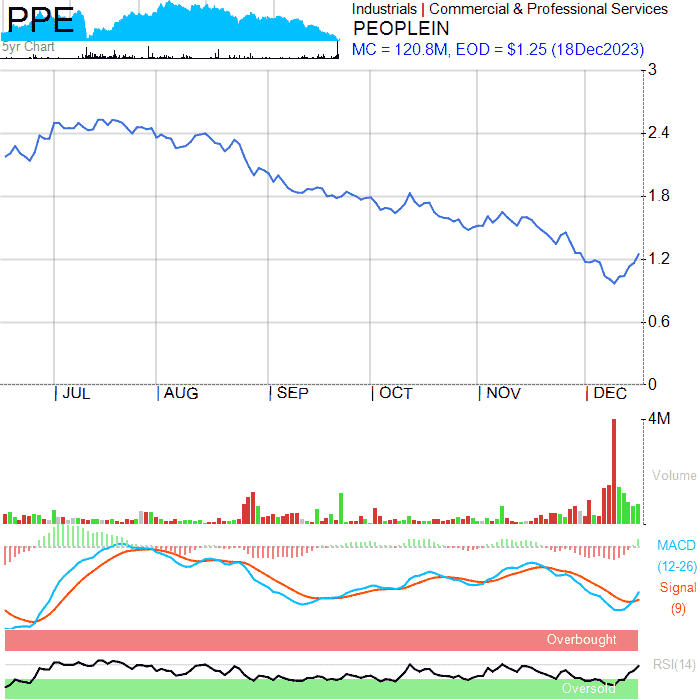 PPE
5yr Chart
Industrials | Commercial & Professional Services
PEOPLEIN
MC = 120.8M, EOD = $1.25 (18Dec2023)
3
2.4
1.8
1.2
0.6
0
JUL AUG SEP OCT NOV DEC
4M
Volume
MACD
(12-26)
Signal
(9)
Overbought
RSI(14)
Oversold